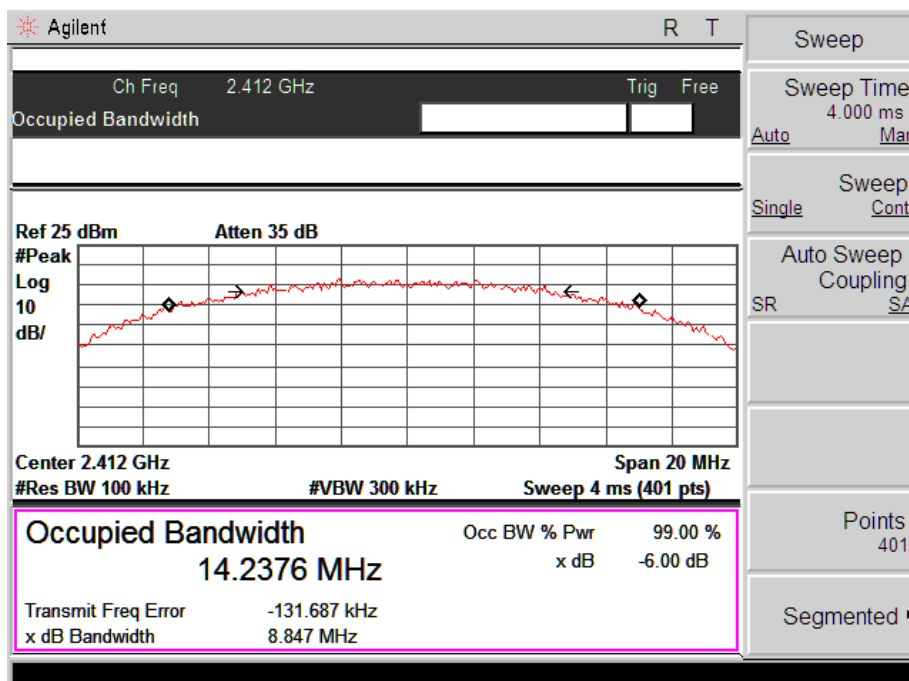 Agilent R T
Ch Freq 2.412 GHz Trig Free
Occupied Bandwidth
Ref 25 dBm Atten 35 dB
#Peak
Log
10
dB/
Center 2.412 GHz Span 20 MHz
#Res BW 100 kHz #VBW 300 kHz Sweep 4 ms (401 pts)
Occupied Bandwidth Occ BW % Pwr 99.00 %
14.2376 MHz x dB -6.00 dB
Transmit Freq Error -131.687 kHz
x dB Bandwidth 8.847 MHz
Sweep
Sweep Time
4.000 ms
Auto Mar
Sweep
Single Cont
Auto Sweep
Coupling
SR SA
Points
401
Segmented